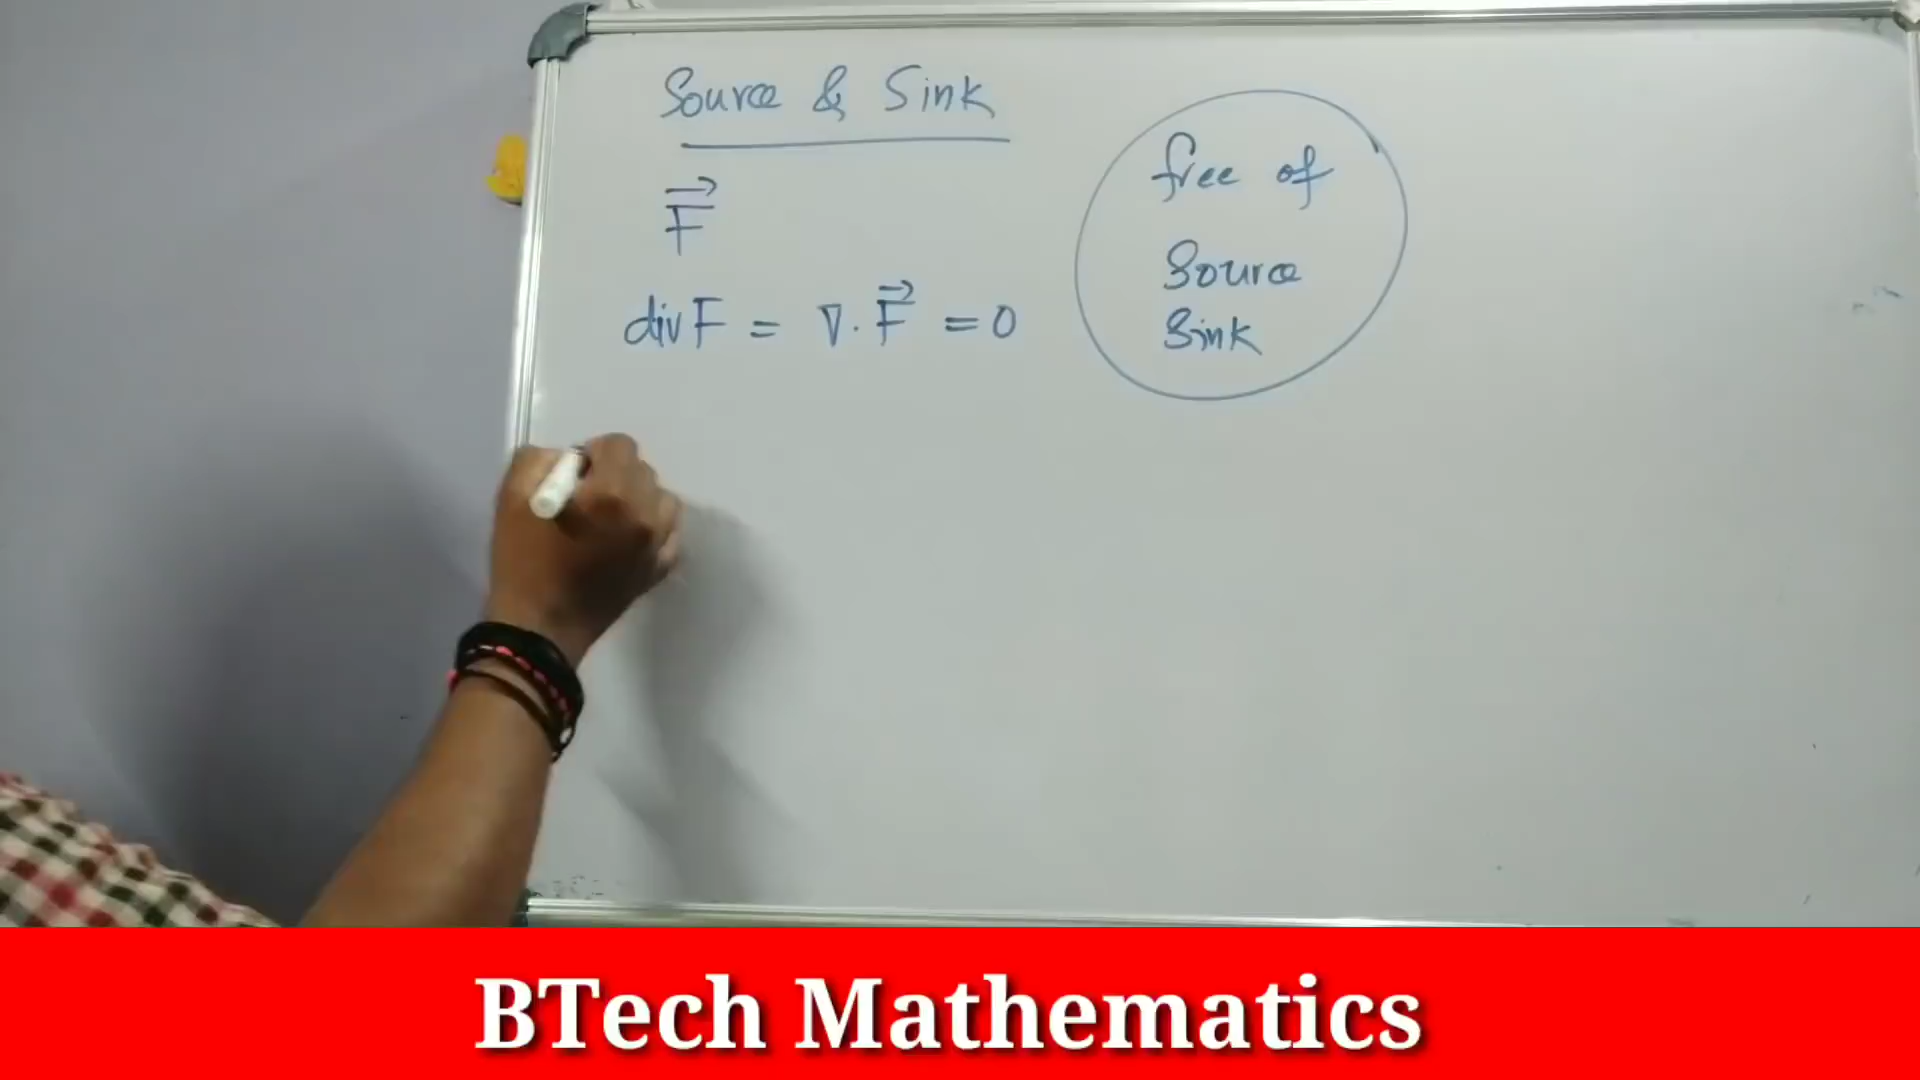 Source & Sink
F⃗
div F = ∇. F⃗ = 0
free of
Source
Sink
BTech Mathematics